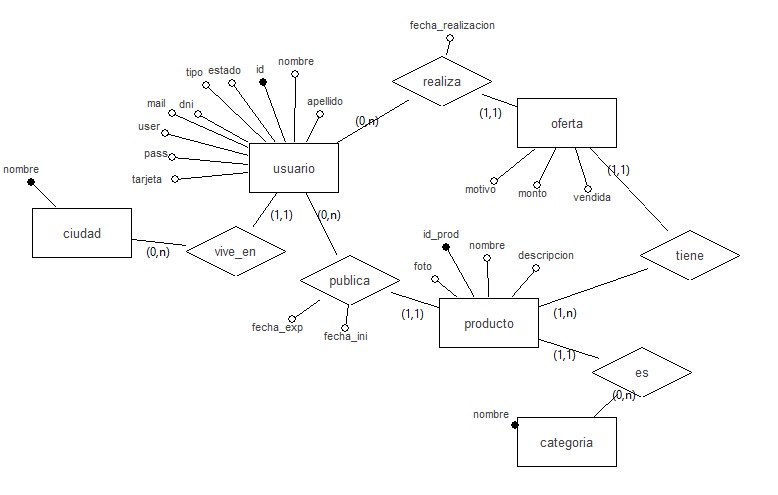 fecha_realizacion
nombre
id
tipo
estado
realiza
apellido
mail
dni
(0,n)
(1,1)
oferta
user
pass
usuario
nombre
tarjeta
motivo
monto
vendida
(1,1)
(1,1)
(0,n)
ciudad
(0,n)
vive_en
id_prod
nombre
descripcion
tiene
foto
publica
(1,1)
producto
(1,n)
fecha_exp
fecha_ini
(1,1)
es
(0,n)
nombre
categoria